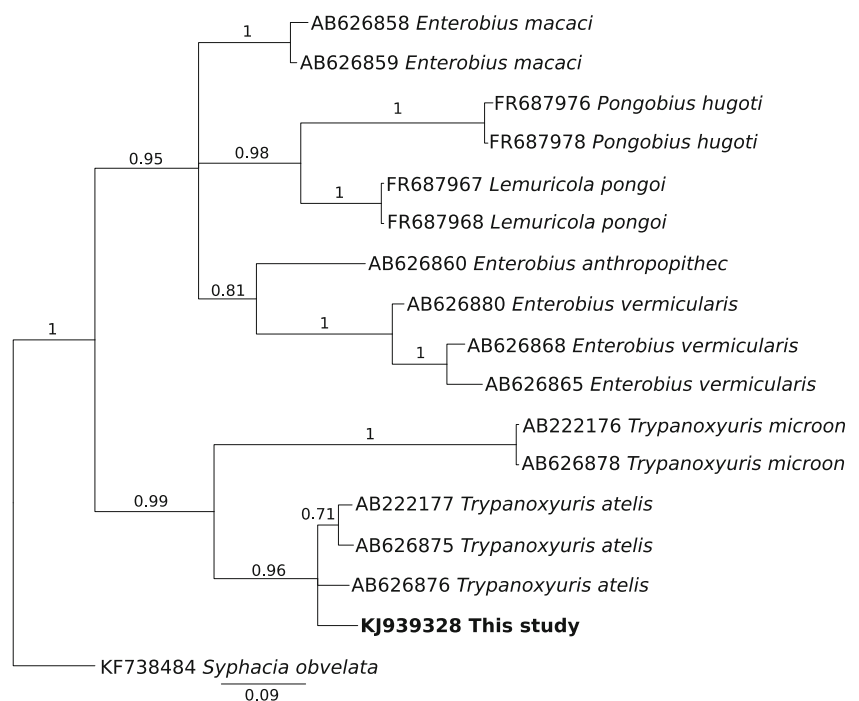 AB626858 Enterobius macaci
1
AB626859 Enterobius macaci
FR687976 Pongobius hugoti
1
FR687978 Pongobius hugoti
0.95
0.98
FR687967 Lemuricola pongoi
1
FR687968 Lemuricola pongoi
AB626860 Enterobius anthropopithec
0.81
AB626880 Enterobius vermicularis
1
1
AB626868 Enterobius vermicularis
1
AB626865 Enterobius vermicularis
AB222176 Trypanoxyuris microon
1
AB626878 Trypanoxyuris microon
0.99
AB222177 Trypanoxyuris atelis
0.71
AB626875 Trypanoxyuris atelis
0.96
AB626876 Trypanoxyuris atelis
KJ939328 This study
KF738484 Syphacia obvelata
0.09